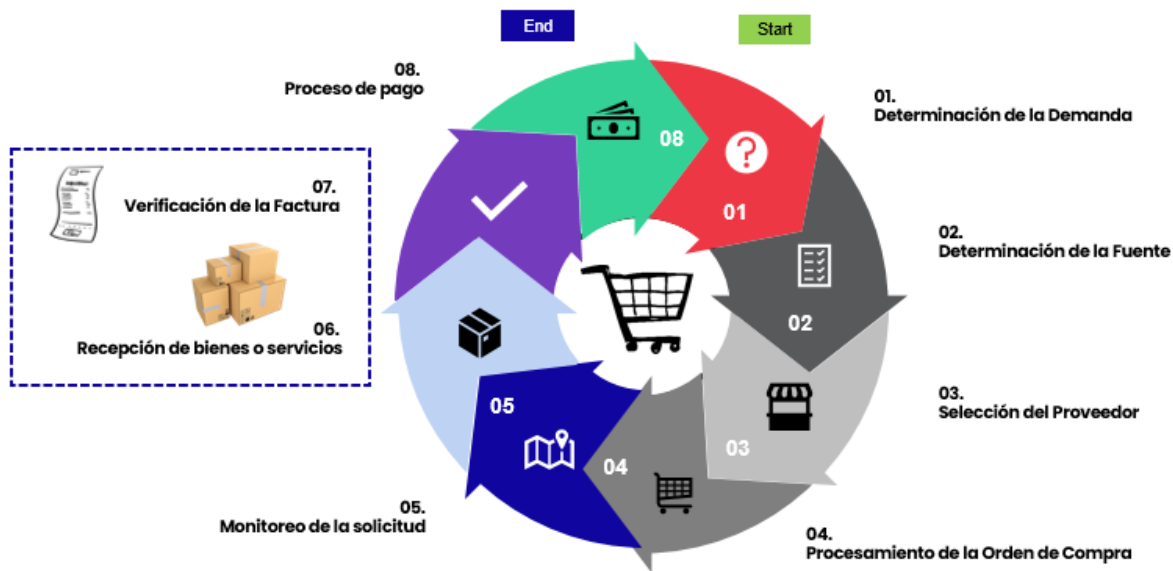 End
Start
08.
Proceso de pago
01.
Determinación de la Demanda
08
07.
Verificación de la Factura
01
02.
Determinación de la Fuente
02
06.
Recepción de bienes o servicios
03.
Selección del Proveedor
05
03
04
05.
Monitoreo de la solicitud
04.
Procesamiento de la Orden de Compra